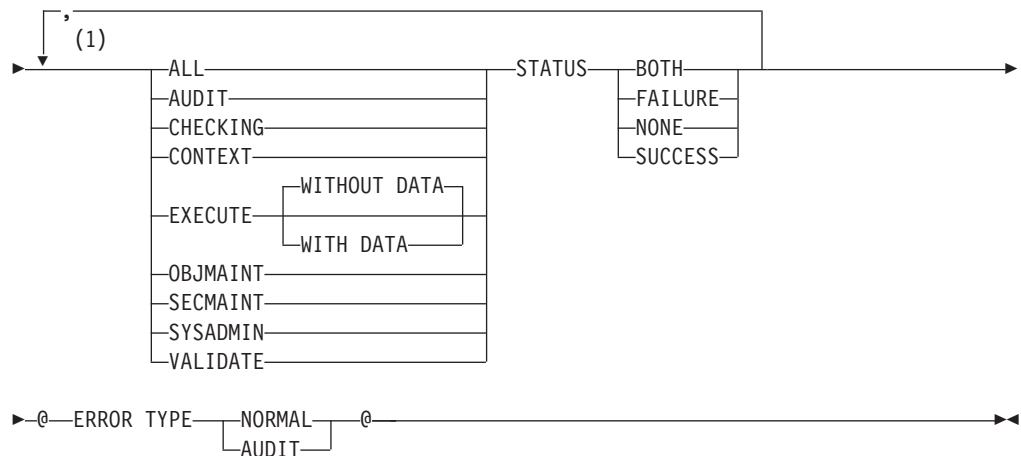 ,
(1)
ALL STATUS BOTH
AUDIT FAILURE
CHECKING NONE
CONTEXT SUCCESS
WITHOUT DATA
EXECUTE
WITH DATA
OBJMAINT
SECMAINT
SYSADMIN
VALIDATE
@ ERROR TYPE NORMAL @
AUDIT